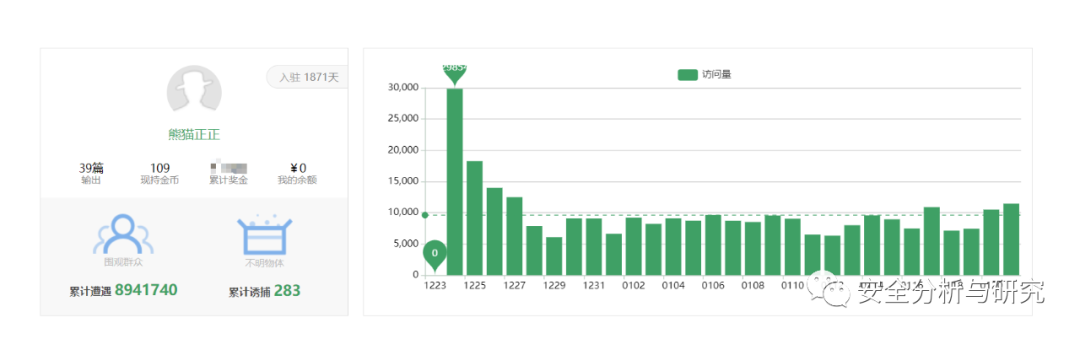 入驻 1871天
熊猫正正
39篇 109 ¥0
输出 现持金币 累计奖金 我的余额
围观群众 不明物体
累计遭遇 8941740 累计诱捕 283
访问量
30,000
25,000
20,000
15,000
10,000
5,000
0
0
1223 1225 1227 1229 1231 0102 0104 0106 0108 0110
安全分析与研究